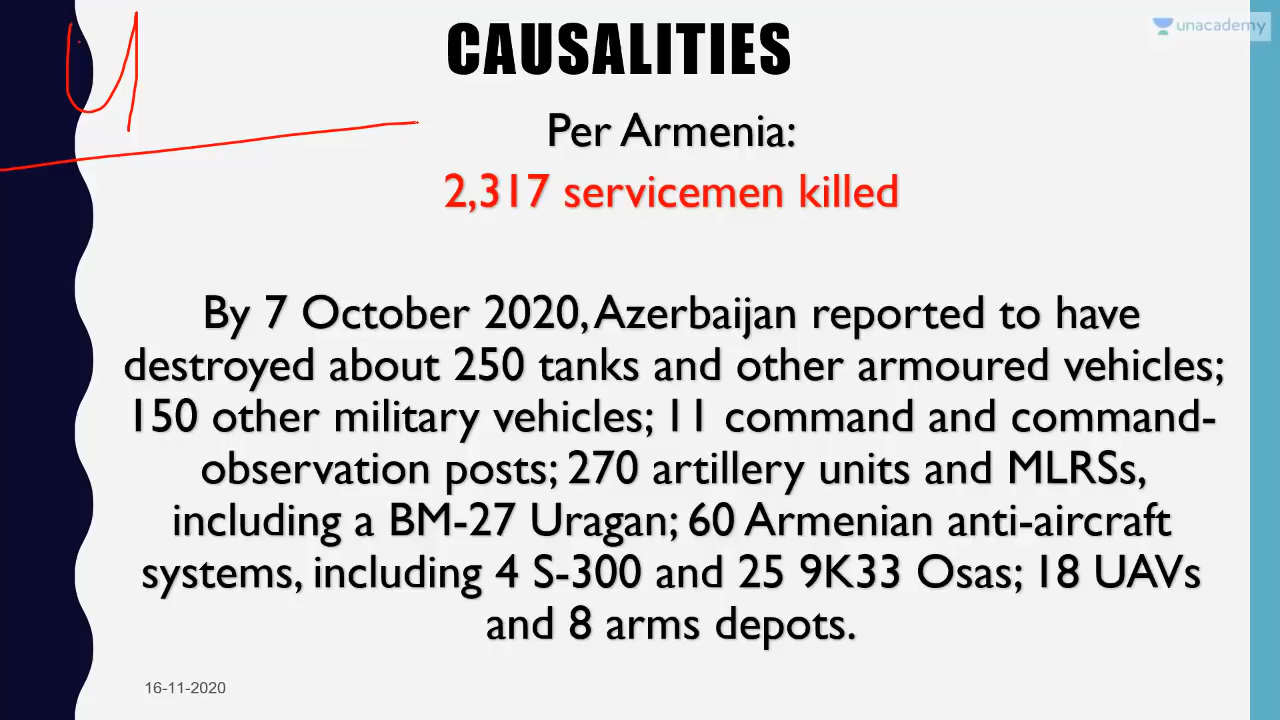 CAUSALITIES
unacademy
Per Armenia:
2,317 servicemen killed
By 7 October 2020, Azerbaijan reported to have
destroyed about 250 tanks and other armoured vehicles;
150 other military vehicles; 11 command and command-
observation posts; 270 artillery units and MLRSs,
including a BM-27 Uragan; 60 Armenian anti-aircraft
systems, including 4 S-300 and 25 9K33 Osas; 18 UAVs
and 8 arms depots.
16-11-2020